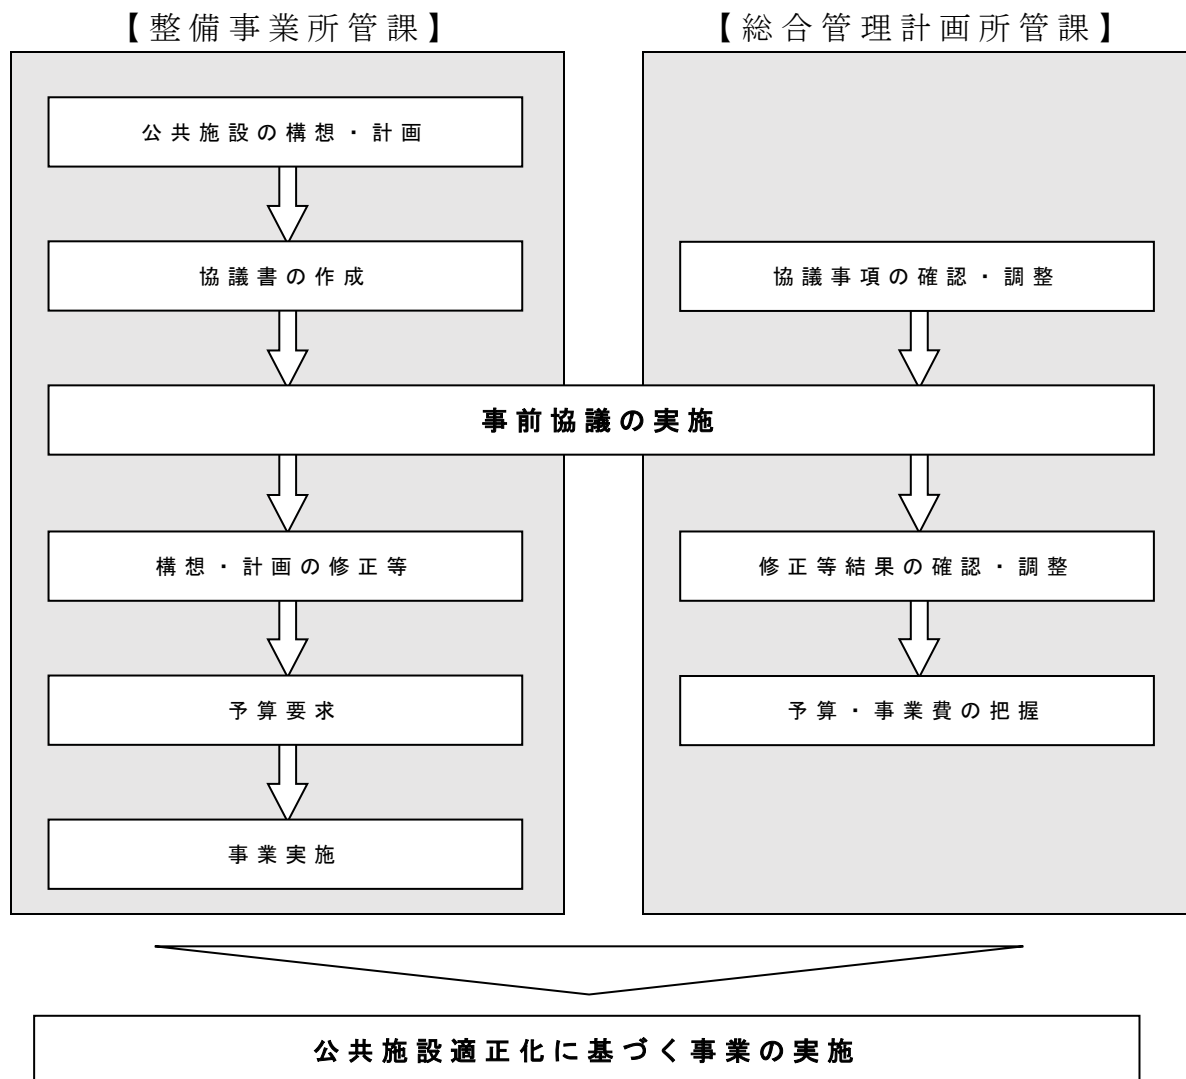 【整備事業所管課】
【総合管理計画所管課】
公共施設の構想・計画
協議書の作成
協議事項の確認・調整
事前協議の実施
構想・計画の修正等
修正等結果の確認・調整
予算要求
予算・事業費の把握
事業実施
公共施設適正化に基づく事業の実施